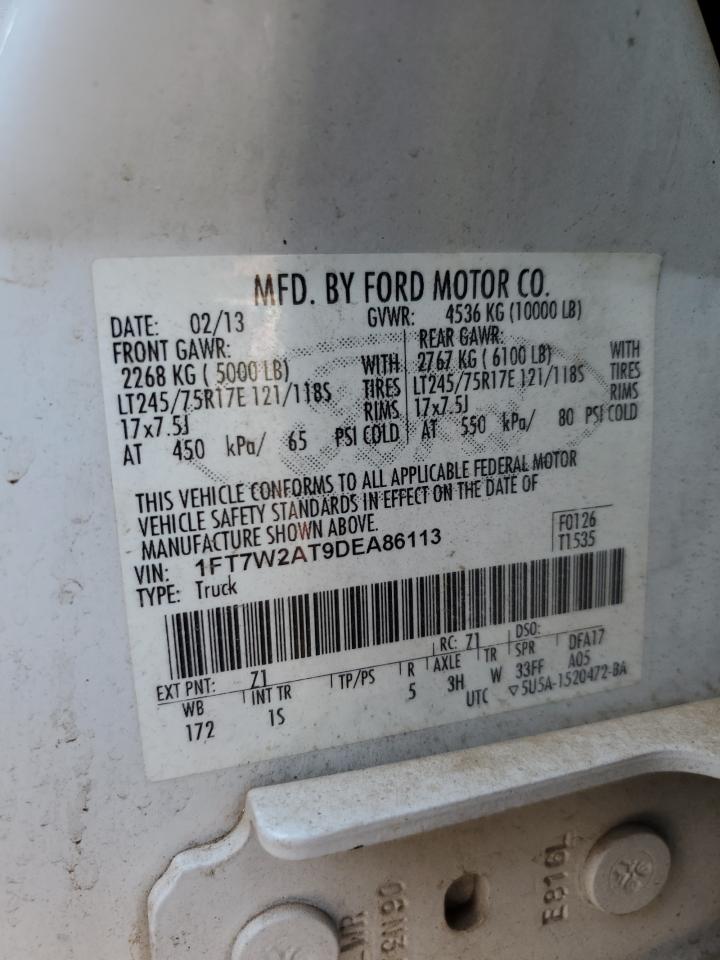 MFD. BY FORD MOTOR CO.
DATE: 02/13 GVWR: 4536 KG (10000 LB)
FRONT GAWR: REAR GAWR:
2268 KG ( 5000 LB) WITH 2767 KG ( 6100 LB) WITH
LT245/75R17E 121/118S TIRES LT245/75R17E 121/118S TIRES
17x7.5J RIMS 17x7.5J RIMS
AT 450 kPa/ 65 PSI COLD AT 550 kPa/ 80 PSI COLD
THIS VEHICLE CONFORMS TO ALL APPLICABLE FEDERAL MOTOR
VEHICLE SAFETY STANDARDS IN EFFECT ON THE DATE OF
MANUFACTURE SHOWN ABOVE.
VIN: 1FT7W2AT9DEA86113 F0126
TYPE: Truck T1535
EXT PNT: Z1 RC: Z1 DSO:
WB INT TR TP/PS R AXLE TR SPR DFA17
172 1S 5 3H W 33FF A05
UTC ▽5U5A-1520472-BA
E816L